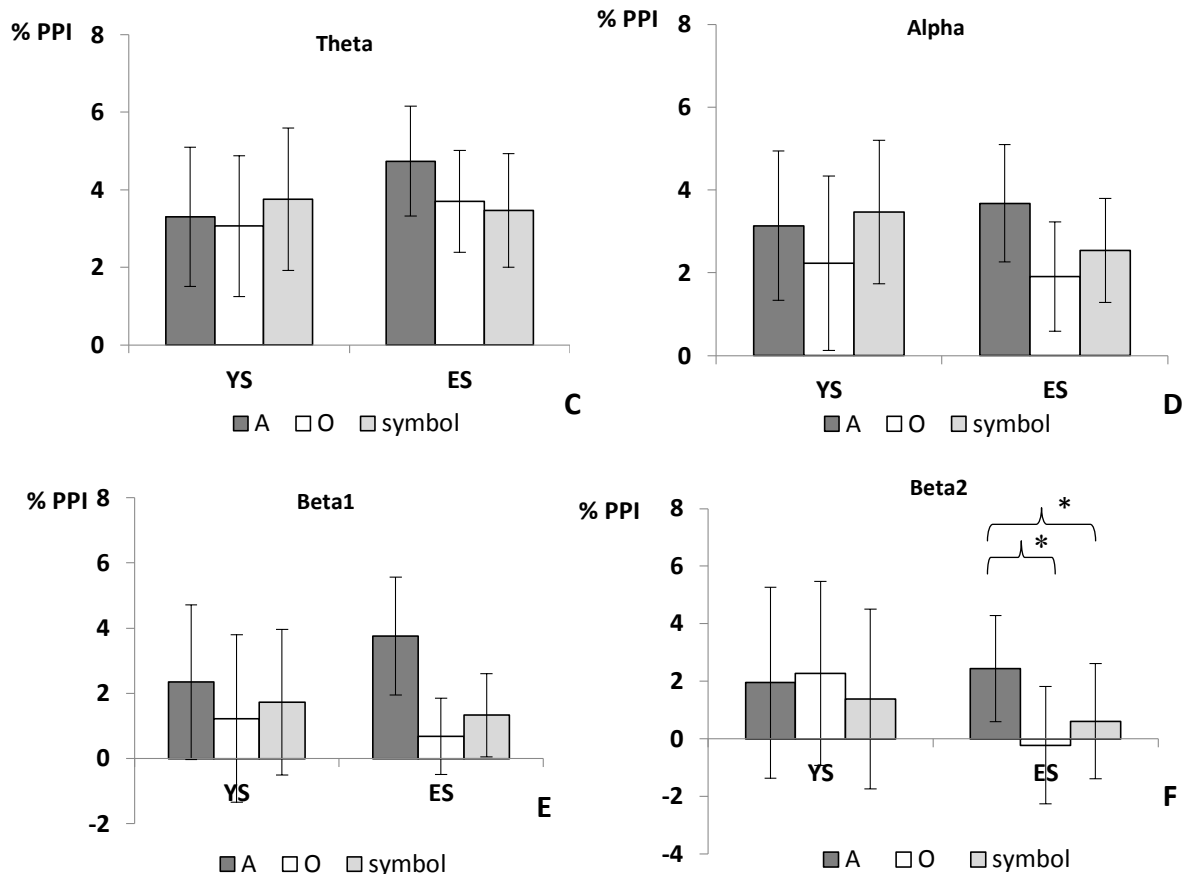 % PPI
Theta
8
6
4
2
0
YS ES
C
A O symbol
% PPI
Alpha
8
6
4
2
0
YS ES
D
A O symbol
% PPI
Beta1
8
6
4
2
0
-2
YS ES
E
A O symbol
% PPI
Beta2
8
6
4
2
0
-2
-4
*
*
YS ES
F
A O symbol